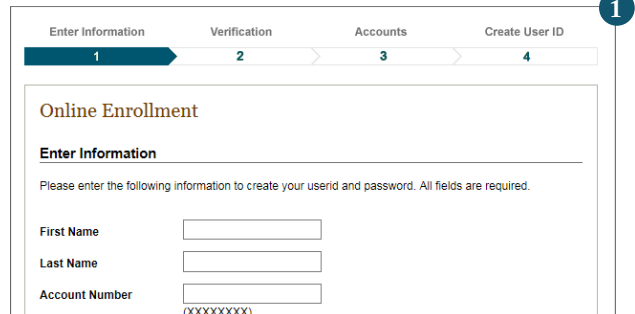 1
Enter Information Verification Accounts Create User ID
1 2 3 4
Online Enrollment
Enter Information
Please enter the following information to create your userid and password. All fields are required.
First Name
Last Name
Account Number
(XXXXXXXX)